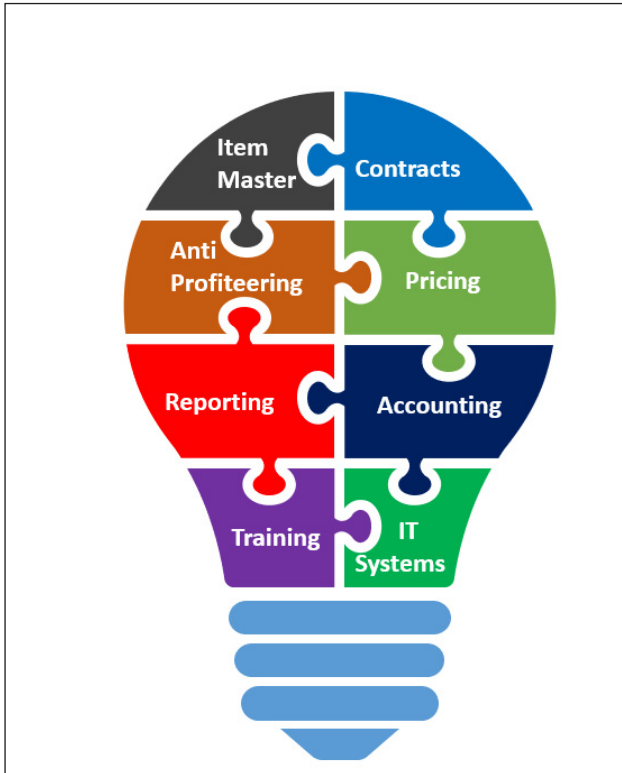 Item
Master
Contracts
Anti
Profiteering
Pricing
Reporting
Accounting
Training
IT
Systems